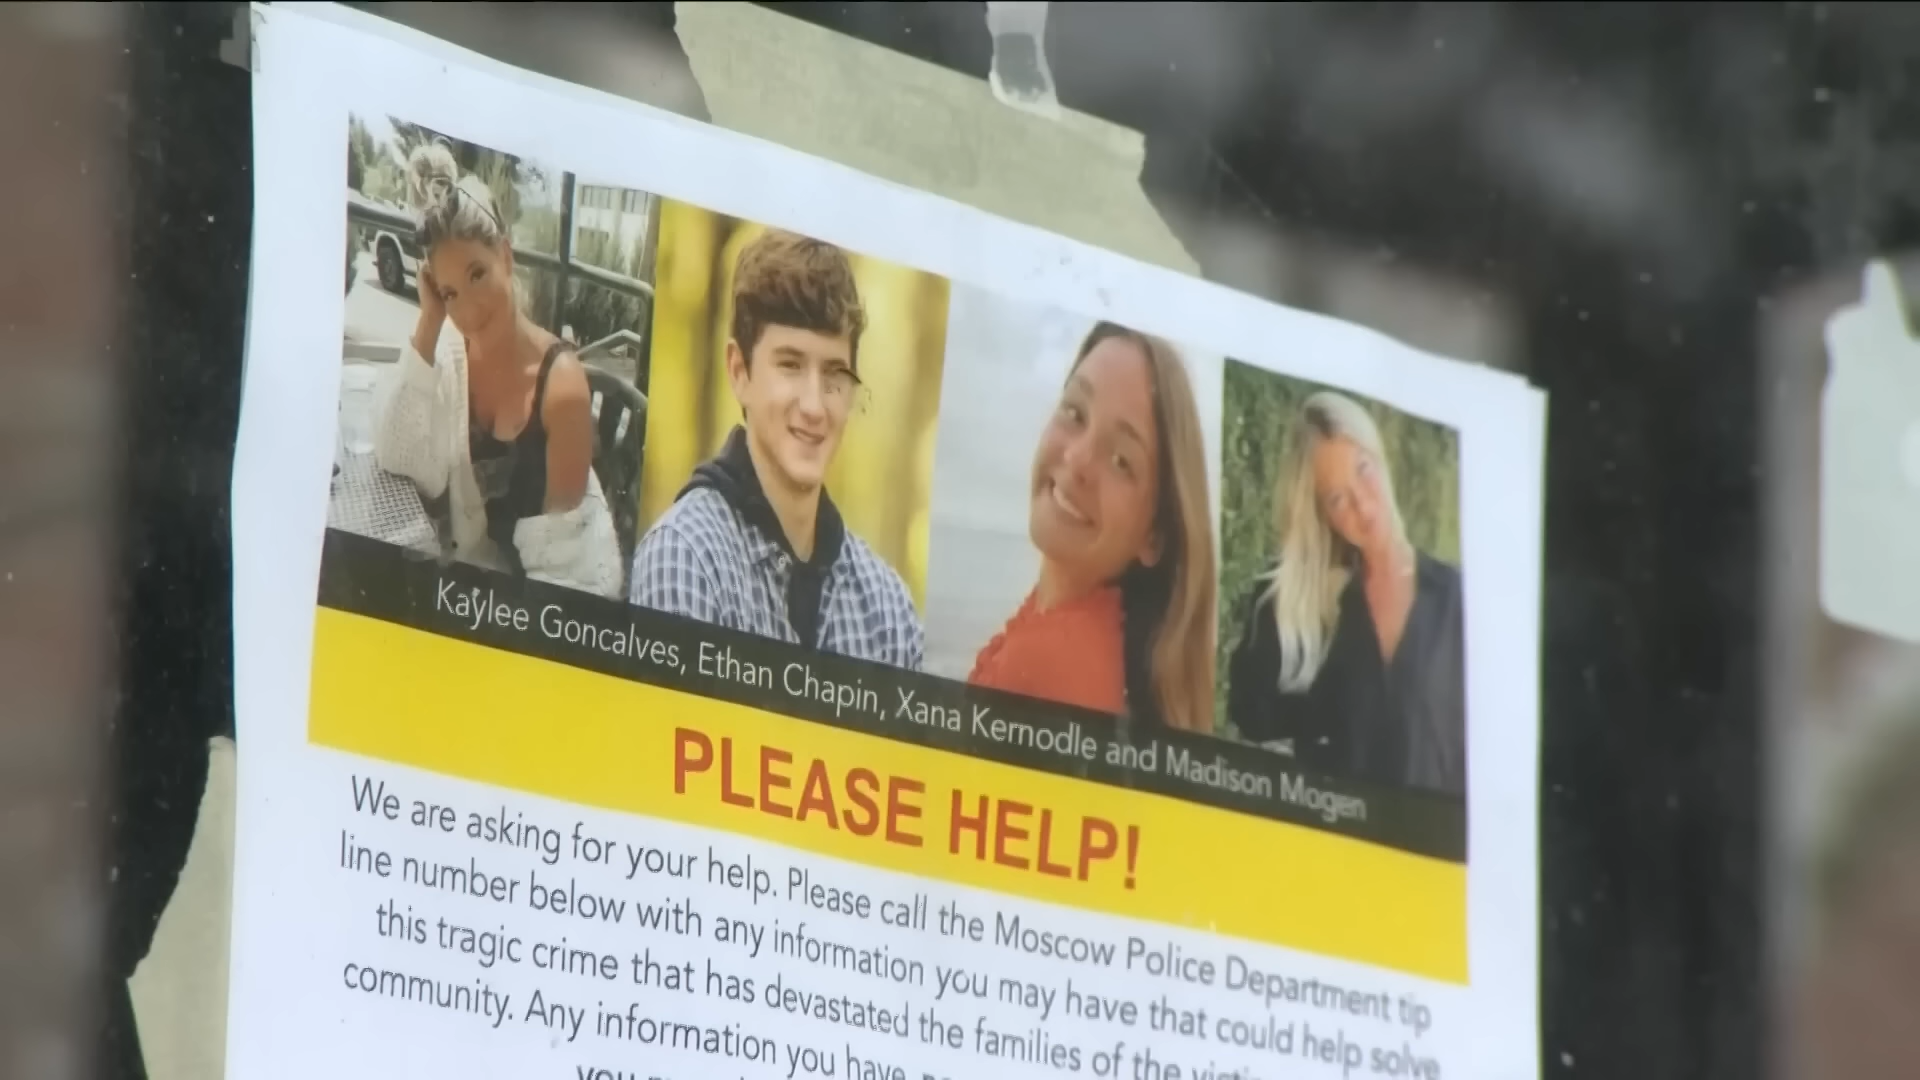 Kaylee Goncalves, Ethan Chapin, Xana Kernodle and Madison Mogen
PLEASE HELP!
We are asking for your help. Please call the Moscow Police Department tip
line number below with any information you may have that could help solve
this tragic crime that has devastated the families of the
community. Any information you have
you